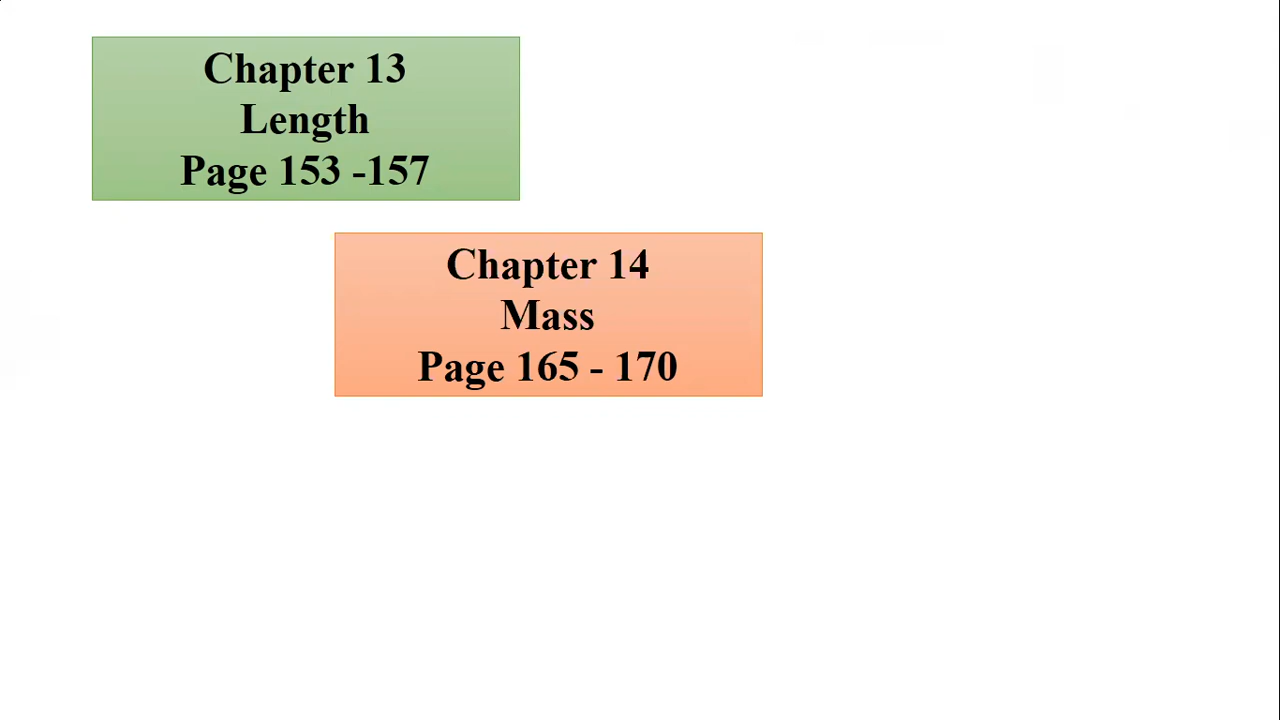 Chapter 13
Length
Page 153 -157
Chapter 14
Mass
Page 165 - 170